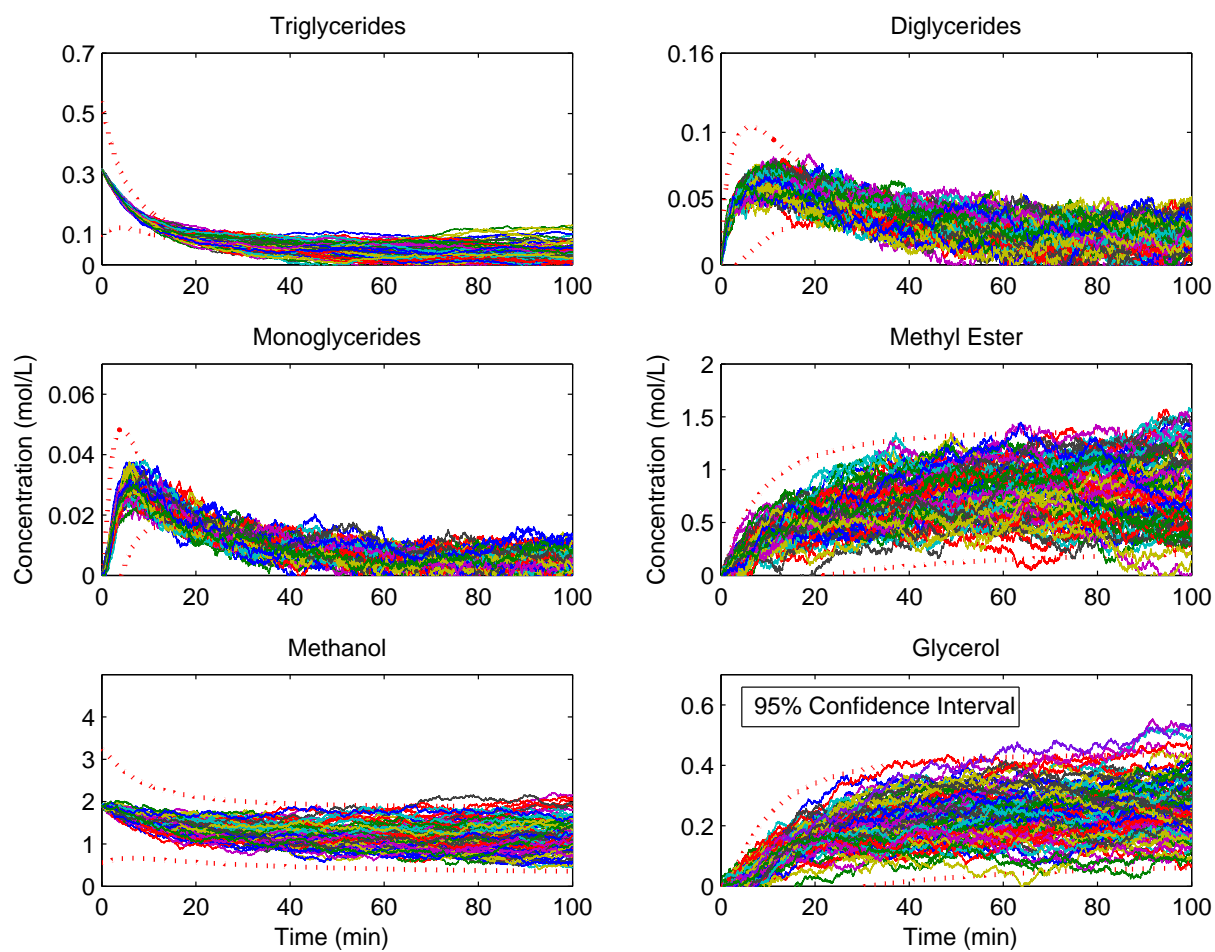 Triglycerides
0.7
0.5
0.3
0.1
0
0 20 40 60 80 100
Diglycerides
0.16
0.1
0.05
0
0 20 40 60 80 100
Monoglycerides
Concentration (mol/L)
0.06
0.04
0.02
0
0 20 40 60 80 100
Methyl Ester
Concentration (mol/L)
2
1.5
1
0.5
0
0 20 40 60 80 100
Methanol
4
3
2
1
0
0 20 40 60 80 100
Time (min)
Glycerol
95% Confidence Interval
0.6
0.4
0.2
0
0 20 40 60 80 100
Time (min)